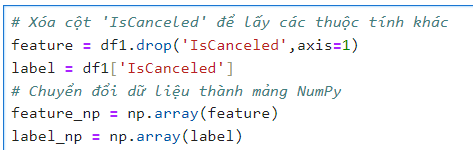 # Xóa cột 'IsCanceled' để lấy các thuộc tính khác
feature = df1.drop('IsCanceled',axis=1)
label = df1['IsCanceled']
# Chuyển đổi dữ liệu thành mảng NumPy
feature_np = np.array(feature)
label_np = np.array(label)